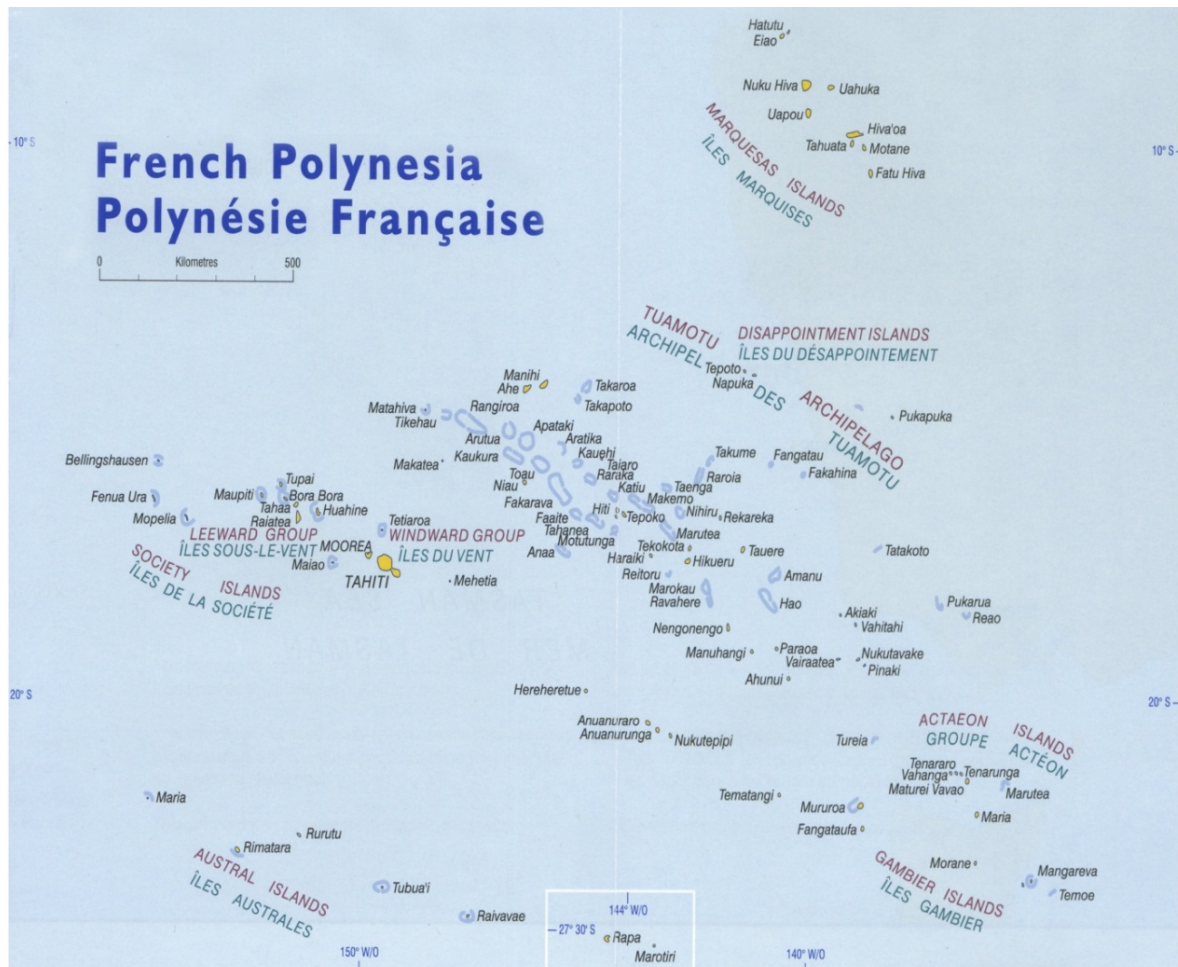 Hatutu
Eiao
Nuku Hiva
Uahuka
Uapou
Hiva'oa
Tahuata
Motane
Fatu Hiva
MARQUESAS ISLANDS
ÎLES MARQUISES
10° S
10° S
French Polynesia
Polynésie Française
0 Kilometres 500
TUAMOTU ARCHIPELAGO
ARCHIPEL DES TUAMOTU
DISAPPOINTMENT ISLANDS
ÎLES DU DÉSAPPOINTEMENT
Tepoto
Napuka
Pukapuka
Manihi
Ahe
Takaroa
Takapoto
Matahiva
Tikehau
Rangiroa
Apataki
Arutua
Aratika
Kaukura
Kauehi
Makatea
Taiaro
Toau
Raraka
Niau
Katiu
Taenga
Takume
Raroia
Fangatau
Fakahina
Fakarava
Makemo
Faaite
Hiti
Tepoko
Nihiru
Rekareka
Tahanea
Motutunga
Marutea
Anaa
Haraiki
Tekokota
Hikueru
Tauere
Tatakoto
Reitoru
Marokau
Ravahere
Amanu
Hao
Akiaki
Vahitahi
Pukarua
Reao
Nengonengo
Manuhangi
Paraoa
Vairaatea
Nukutavake
Pinaki
Ahunui
Bellingshausen
Fenua Ura
Mopelia
Maupiti
Tupai
Bora Bora
Tahaa
Raiatea
Huahine
LEEWARD GROUP
ÎLES SOUS-LE-VENT
Tetiaroa
WINDWARD GROUP
ÎLES DU VENT
MOOREA
Maiao
TAHITI
Mehetia
SOCIETY ISLANDS
ÎLES DE LA SOCIÉTÉ
TASMAN SEA
MER DE TASMAN
20° S
20° S
Hereheretue
Anuanuraro
Anuanurunga
Nukutepipi
Tureia
ACTAEON ISLANDS
GROUPE ACTÉON
Tenararo
Vahanga
Tenarunga
Maturei Vavao
Marutea
Tematangi
Mururoa
Maria
Fangataufa
Morane
Mangareva
Temoe
GAMBIER ISLANDS
ÎLES GAMBIER
Maria
Rurutu
Rimatara
AUSTRAL ISLANDS
ÎLES AUSTRALES
Tubua'i
Raivavae
144° W/O
27° 30' S
Rapa
Marotiri
150° W/O
140° W/O